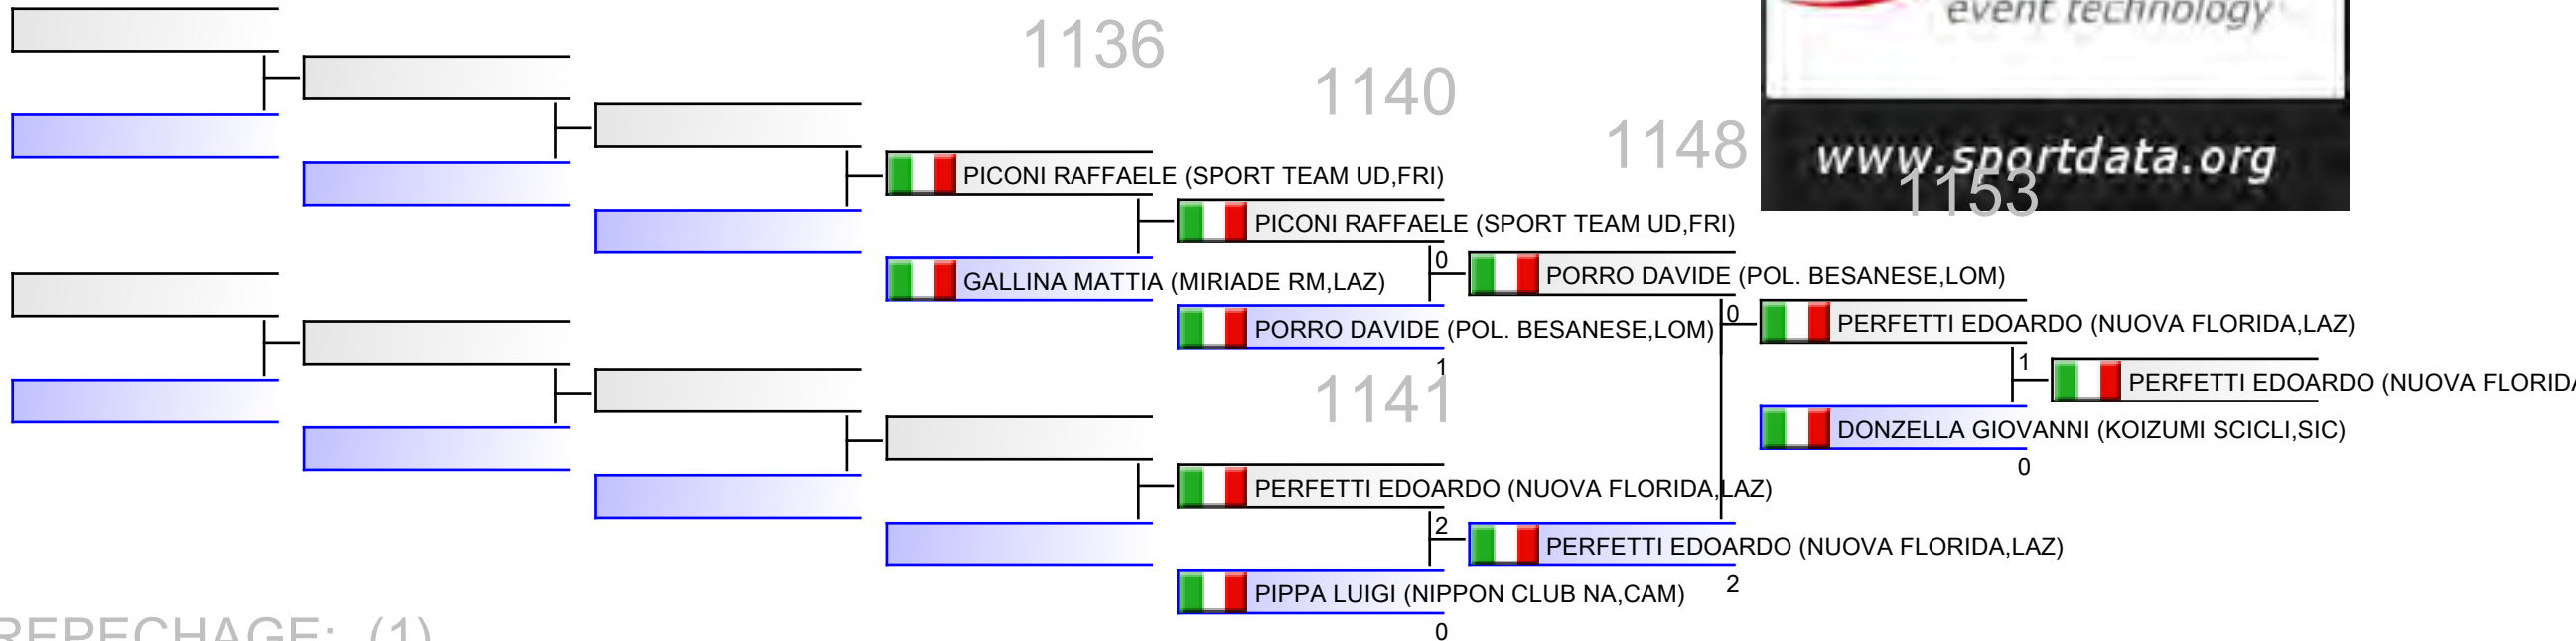 event technology
1136
1140
1148
www.sportdata.org
1153
PICONI RAFFAELE (SPORT TEAM UD,FRI)
PICONI RAFFAELE (SPORT TEAM UD,FRI)
0
GALLINA MATTIA (MIRIADE RM,LAZ)
PORRO DAVIDE (POL. BESANESE,LOM)
0
PORRO DAVIDE (POL. BESANESE,LOM)
1
PERFETTI EDOARDO (NUOVA FLORIDA,LAZ)
1
PERFETTI EDOARDO (NUOVA FLORIDA
1141
DONZELLA GIOVANNI (KOIZUMI SCICLI,SIC)
0
PERFETTI EDOARDO (NUOVA FLORIDA,LAZ)
2
PERFETTI EDOARDO (NUOVA FLORIDA,LAZ)
2
PIPPA LUIGI (NIPPON CLUB NA,CAM)
0
REPECHAGE: (1)